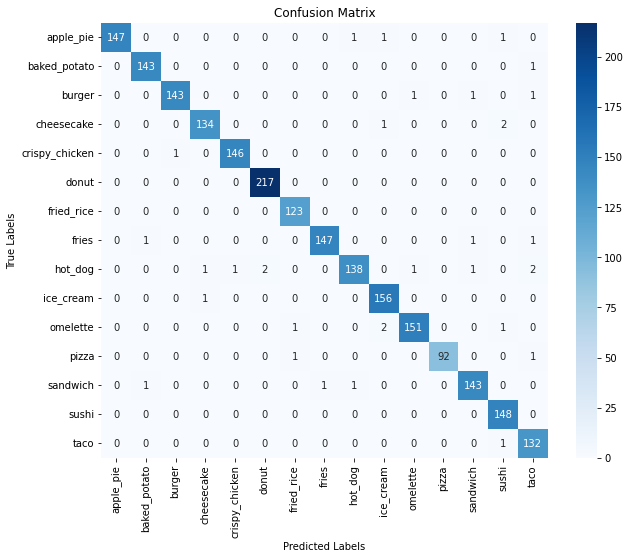 Confusion Matrix
True Labels
apple_pie 147 0 0 0 0 0 0 0 1 1 0 0 0 1 0
baked_potato 0 143 0 0 0 0 0 0 0 0 0 0 0 0 1
burger 0 0 143 0 0 0 0 0 0 0 1 0 1 0 1
cheesecake 0 0 0 134 0 0 0 0 0 1 0 0 0 2 0
crispy_chicken 0 0 1 0 146 0 0 0 0 0 0 0 0 0 0
donut 0 0 0 0 0 217 0 0 0 0 0 0 0 0 0
fried_rice 0 0 0 0 0 0 123 0 0 0 0 0 0 0 0
fries 0 1 0 0 0 0 0 147 0 0 0 0 1 0 1
hot_dog 0 0 0 1 1 2 0 0 138 0 1 0 1 0 2
ice_cream 0 0 0 1 0 0 0 0 0 156 0 0 0 0 0
omelette 0 0 0 0 0 0 1 0 0 2 151 0 0 1 0
pizza 0 0 0 0 0 0 1 0 0 0 0 92 0 0 1
sandwich 0 1 0 0 0 0 0 1 1 0 0 0 143 0 0
sushi 0 0 0 0 0 0 0 0 0 0 0 0 0 148 0
taco 0 0 0 0 0 0 0 0 0 0 0 0 0 1 132
apple_pie baked_potato burger cheesecake crispy_chicken donut fried_rice fries hot_dog ice_cream omelette pizza sandwich sushi taco
Predicted Labels
200
175
150
125
100
75
50
25
0